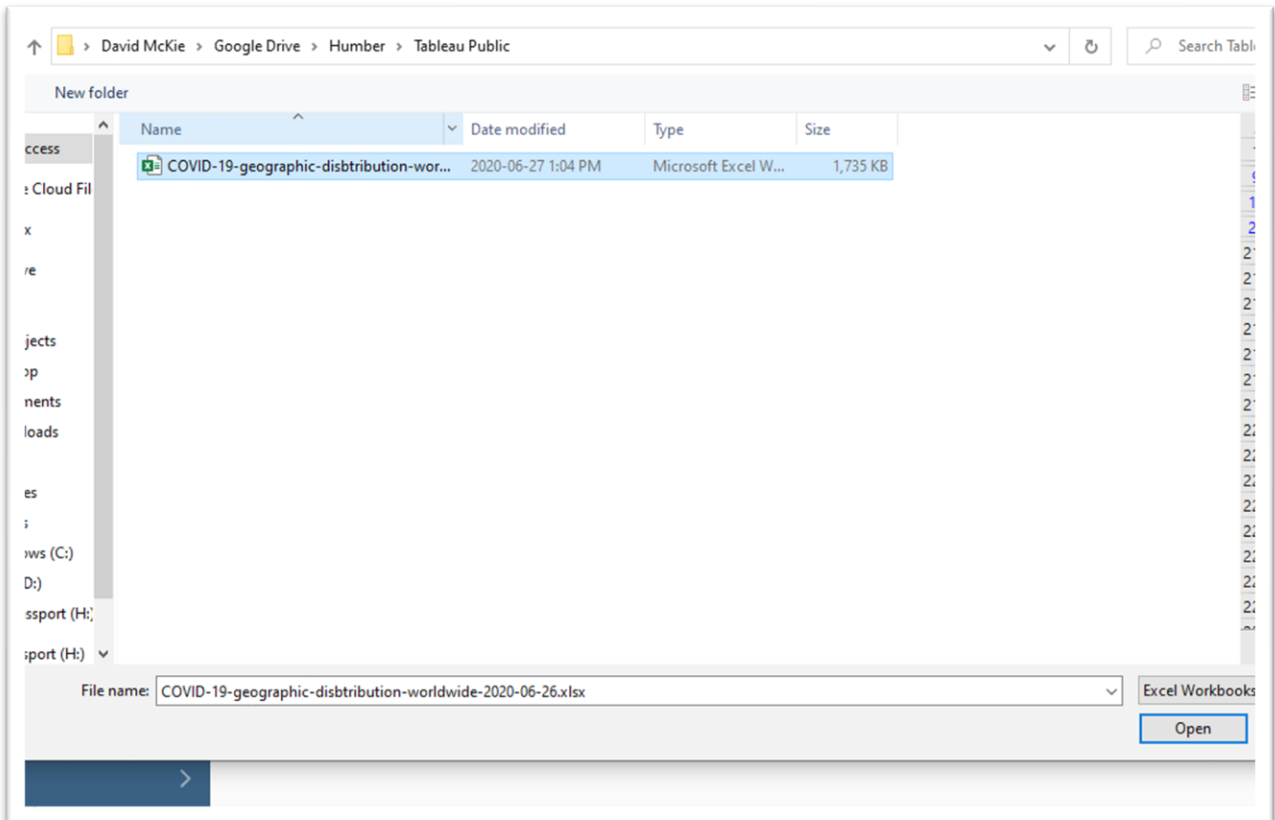 David McKie > Google Drive > Humber > Tableau Public
Search Tabl
New folder
Name Date modified Type Size
ccess
COVID-19-geographic-disbtribution-wor... 2020-06-27 1:04 PM Microsoft Excel W... 1,735 KB
e Cloud Fil
x
ve
jects
op
ments
loads
es
s
ows (C:)
D:)
ssport (H:)
sport (H:)
File name: COVID-19-geographic-disbtribution-worldwide-2020-06-26.xlsx Excel Workbooks
Open